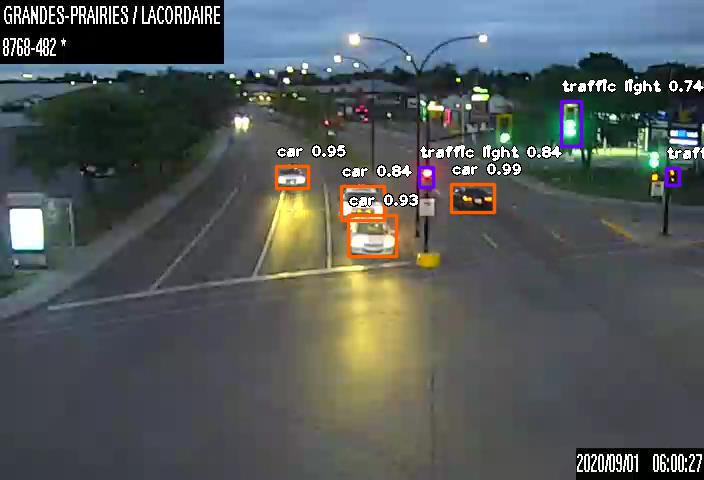 GRANDES-PRAIRIES / LACORDAIRE
8768-482 *
traffic light 0.74
car 0.95
traffic light 0.84
traff
car 0.84
car 0.99
car 0.93
2020/09/01 06:00:27